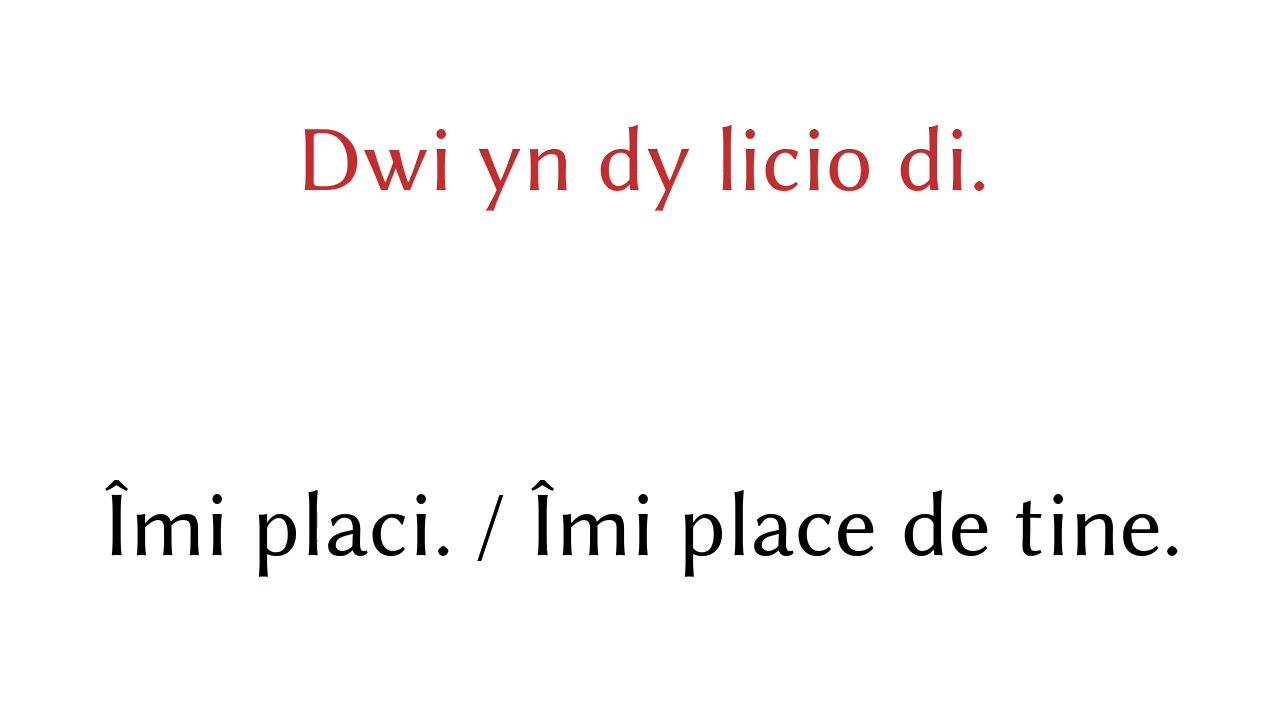 Dwi yn dy licio di.
Îmi placi. / Îmi place de tine.